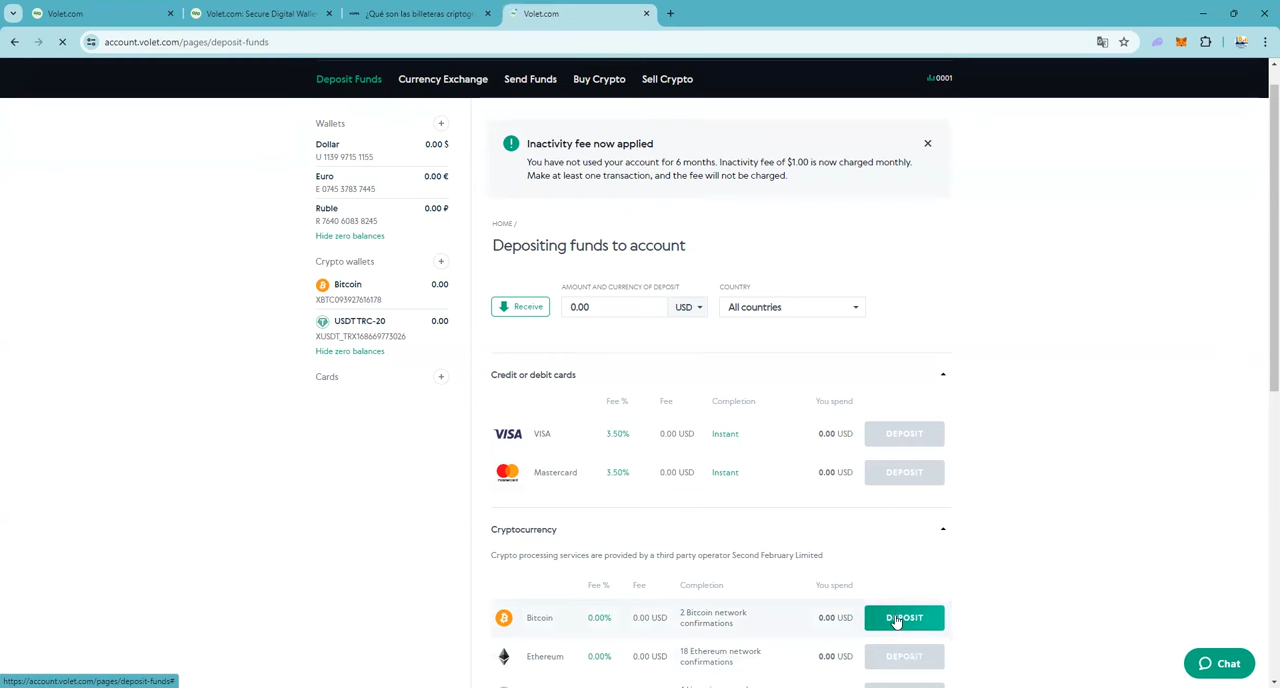 Volet.com
Volet.com: Secure Digital Walle
¿Qué son las billeteras criptog
Volet.com
account.volet.com/pages/deposit-funds
Deposit Funds
Currency Exchange
Send Funds
Buy Crypto
Sell Crypto
0001
Wallets
Dollar 0.00 $
U 1139 9715 1155
Euro 0.00 €
E 0745 3783 7445
Ruble 0.00 ₽
R 7640 6083 8245
Hide zero balances
Crypto wallets
Bitcoin 0.00
XBTC093927616178
USDT TRC-20 0.00
XUSDT_TRX168669773026
Hide zero balances
Cards
Inactivity fee now applied
You have not used your account for 6 months. Inactivity fee of $1.00 is now charged monthly.
Make at least one transaction, and the fee will not be charged.
HOME /
Depositing funds to account
AMOUNT AND CURRENCY OF DEPOSIT COUNTRY
Receive 0.00 USD All countries
Credit or debit cards
Fee % Fee Completion You spend
VISA VISA 3.50% 0.00 USD Instant 0.00 USD DEPOSIT
Mastercard 3.50% 0.00 USD Instant 0.00 USD DEPOSIT
Cryptocurrency
Crypto processing services are provided by a third party operator Second February Limited
Fee % Fee Completion You spend
Bitcoin 0.00% 0.00 USD 2 Bitcoin network
confirmations 0.00 USD DEPOSIT
Ethereum 0.00% 0.00 USD 18 Ethereum network
confirmations 0.00 USD DEPOSIT
Chat
https://account.volet.com/pages/deposit-funds#